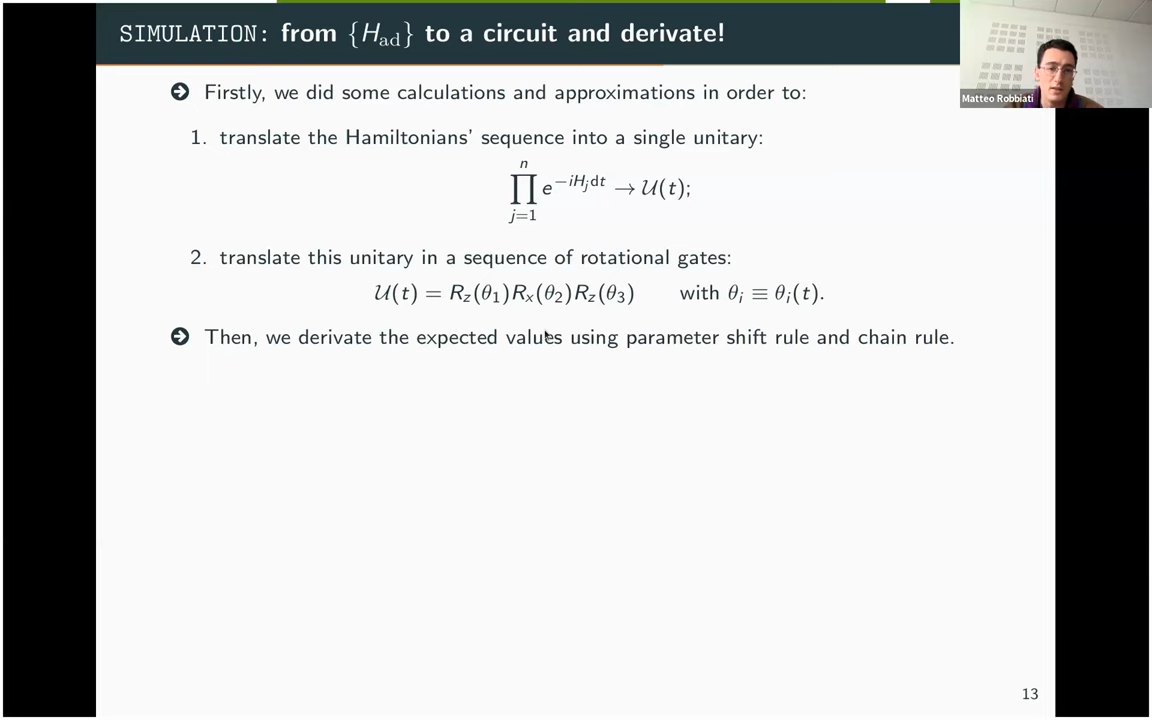 SIMULATION: from {H_ad} to a circuit and derivate!
Matteo Robbiati
Firstly, we did some calculations and approximations in order to:
1. translate the Hamiltonians' sequence into a single unitary:
∏_{j=1}^{n} e^{-iH_j dt} → 𝒰(t);
2. translate this unitary in a sequence of rotational gates:
𝒰(t) = R_z(θ_1)R_x(θ_2)R_z(θ_3) with θ_i ≡ θ_i(t).
Then, we derivate the expected values using parameter shift rule and chain rule.
13